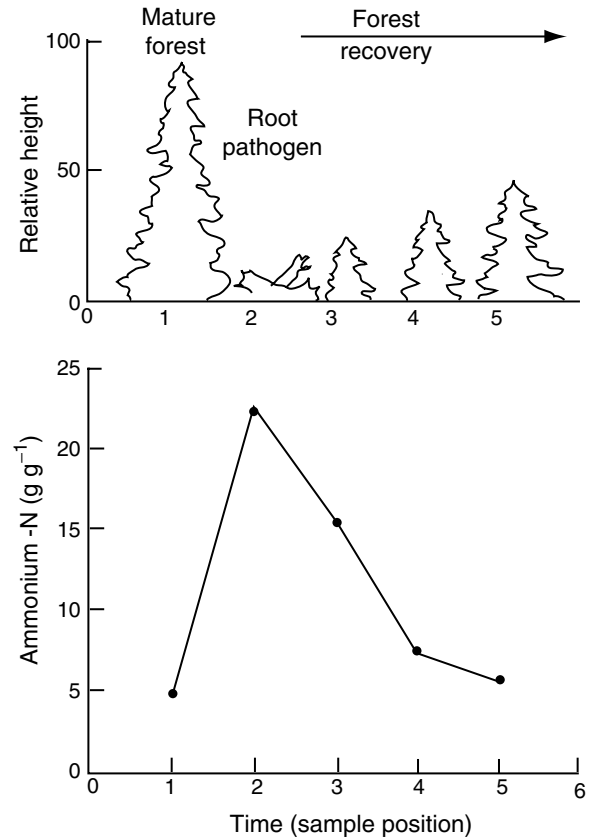 Mature
forest
Forest
recovery
Root
pathogen
Relative height
100
50
0
0 1 2 3 4 5
Ammonium -N (g g⁻¹)
25
20
15
10
5
0
0 1 2 3 4 5 6
Time (sample position)